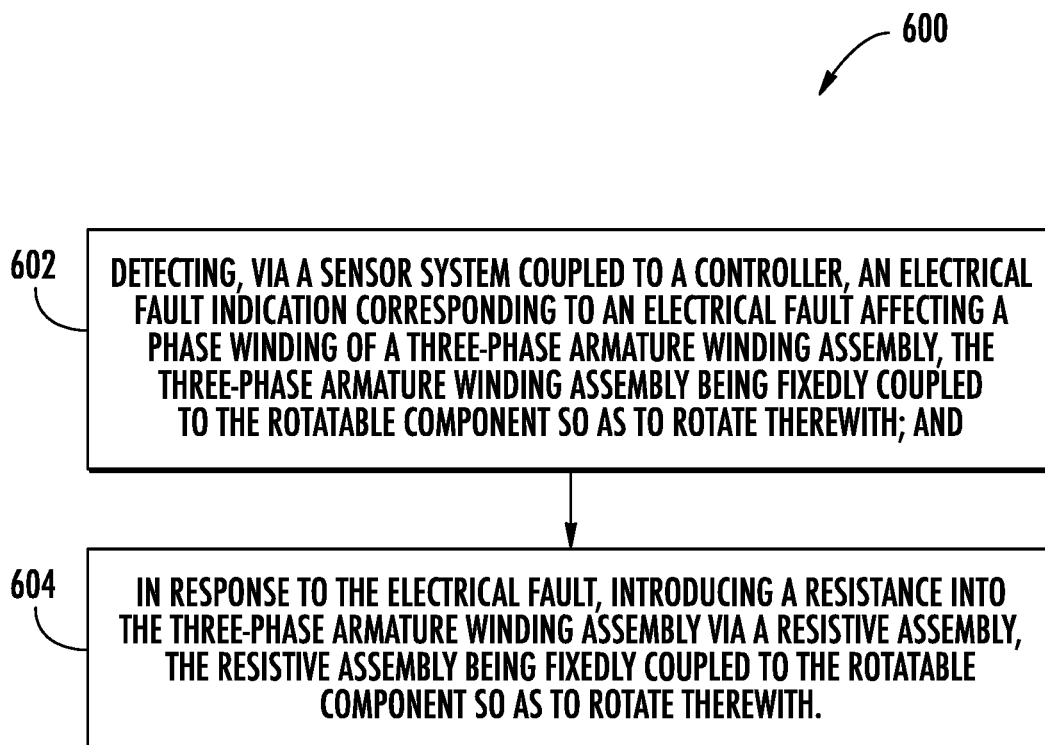 600
602
DETECTING, VIA A SENSOR SYSTEM COUPLED TO A CONTROLLER, AN ELECTRICAL
FAULT INDICATION CORRESPONDING TO AN ELECTRICAL FAULT AFFECTING A
PHASE WINDING OF A THREE-PHASE ARMATURE WINDING ASSEMBLY, THE
THREE-PHASE ARMATURE WINDING ASSEMBLY BEING FIXEDLY COUPLED
TO THE ROTATABLE COMPONENT SO AS TO ROTATE THEREWITH; AND
604
IN RESPONSE TO THE ELECTRICAL FAULT, INTRODUCING A RESISTANCE INTO
THE THREE-PHASE ARMATURE WINDING ASSEMBLY VIA A RESISTIVE ASSEMBLY,
THE RESISTIVE ASSEMBLY BEING FIXEDLY COUPLED TO THE ROTATABLE
COMPONENT SO AS TO ROTATE THEREWITH.